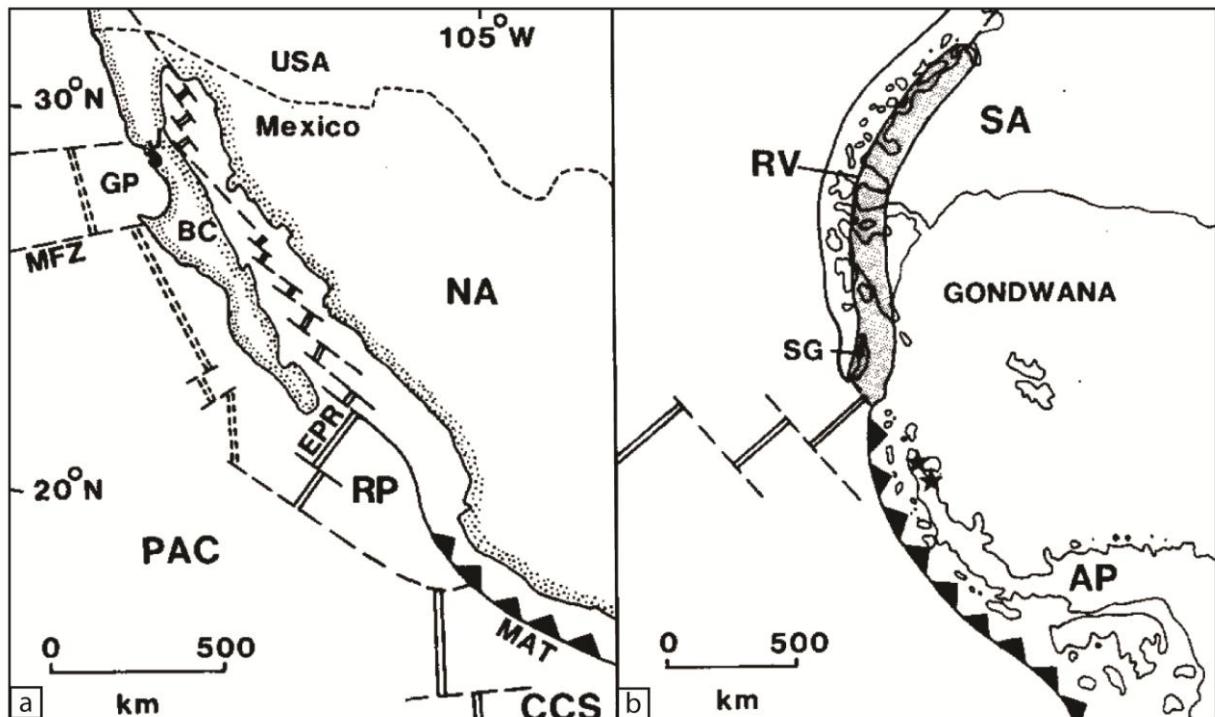 105°W
USA
30°N
Mexico
GP
BC
MFZ
NA
EPR
20°N
RP
PAC
MAT
0 500
km
CCS
a
SA
RV
GONDWANA
SG
AP
0 500
km
b